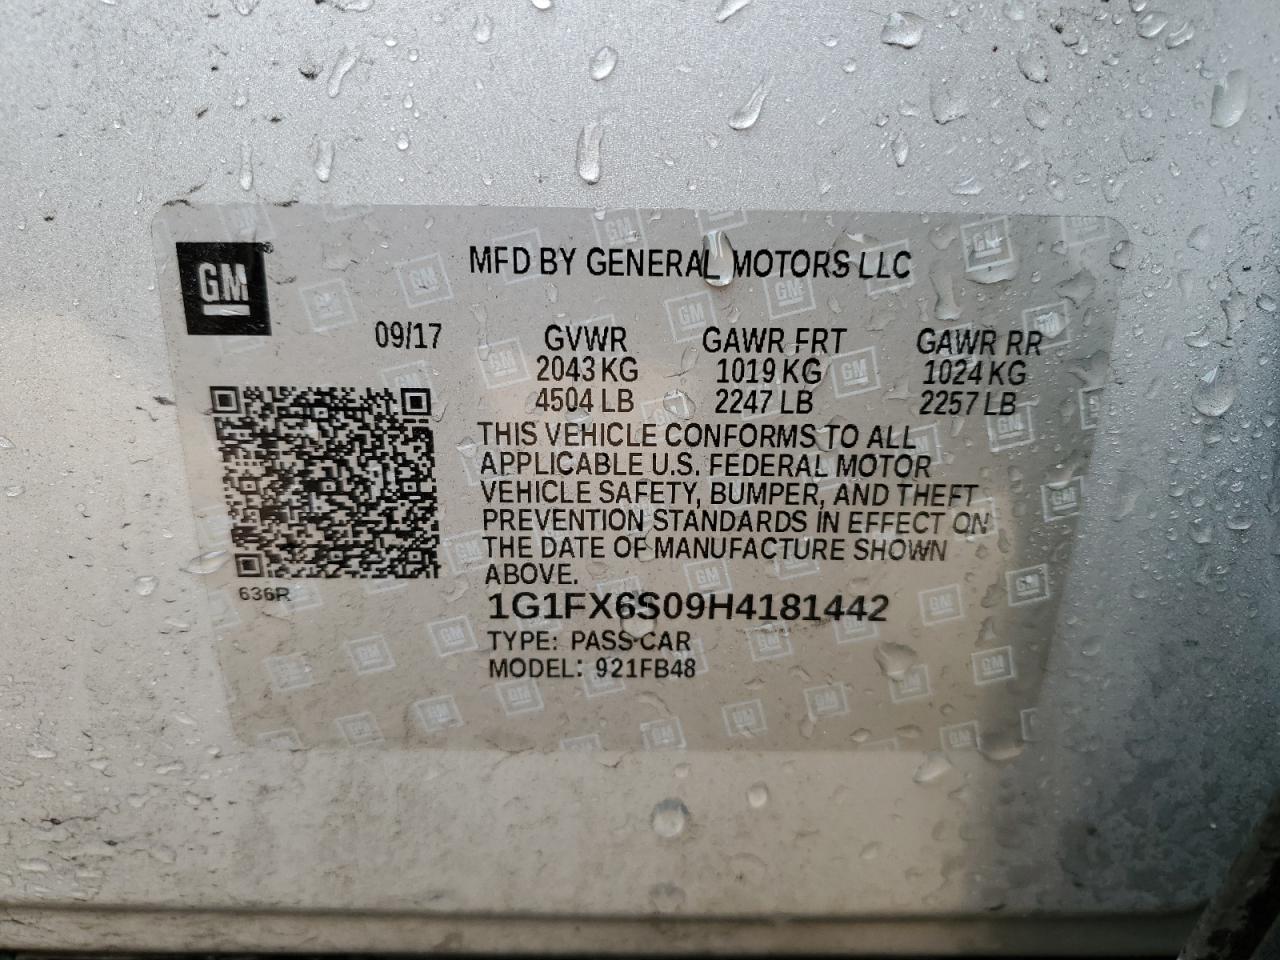 GM
MFD BY GENERAL MOTORS LLC
09/17
GVWR GAWR FRT GAWR RR
2043 KG 1019 KG 1024 KG
4504 LB 2247 LB 2257 LB
THIS VEHICLE CONFORMS TO ALL
APPLICABLE U.S. FEDERAL MOTOR
VEHICLE SAFETY, BUMPER, AND THEFT
PREVENTION STANDARDS IN EFFECT ON
THE DATE OF MANUFACTURE SHOWN
ABOVE.
636R
1G1FX6S09H4181442
TYPE: PASS CAR
MODEL: 921FB48